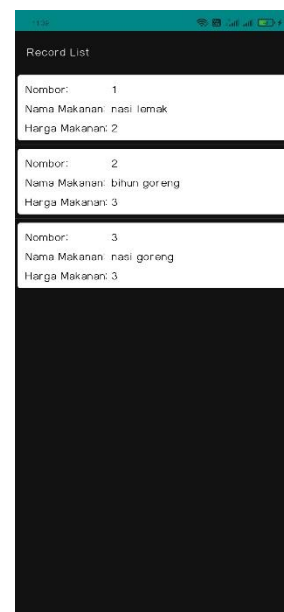 Record List
Nombor: 1
Nama Makanan: nasi lemak
Harga Makanan: 2
Nombor: 2
Nama Makanan: bihun goreng
Harga Makanan: 3
Nombor: 3
Nama Makanan: nasi goreng
Harga Makanan: 3